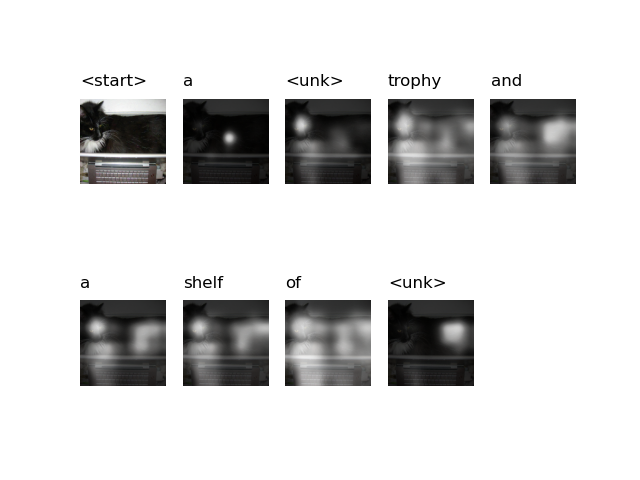 <start> a <unk> trophy and
a shelf of <unk>